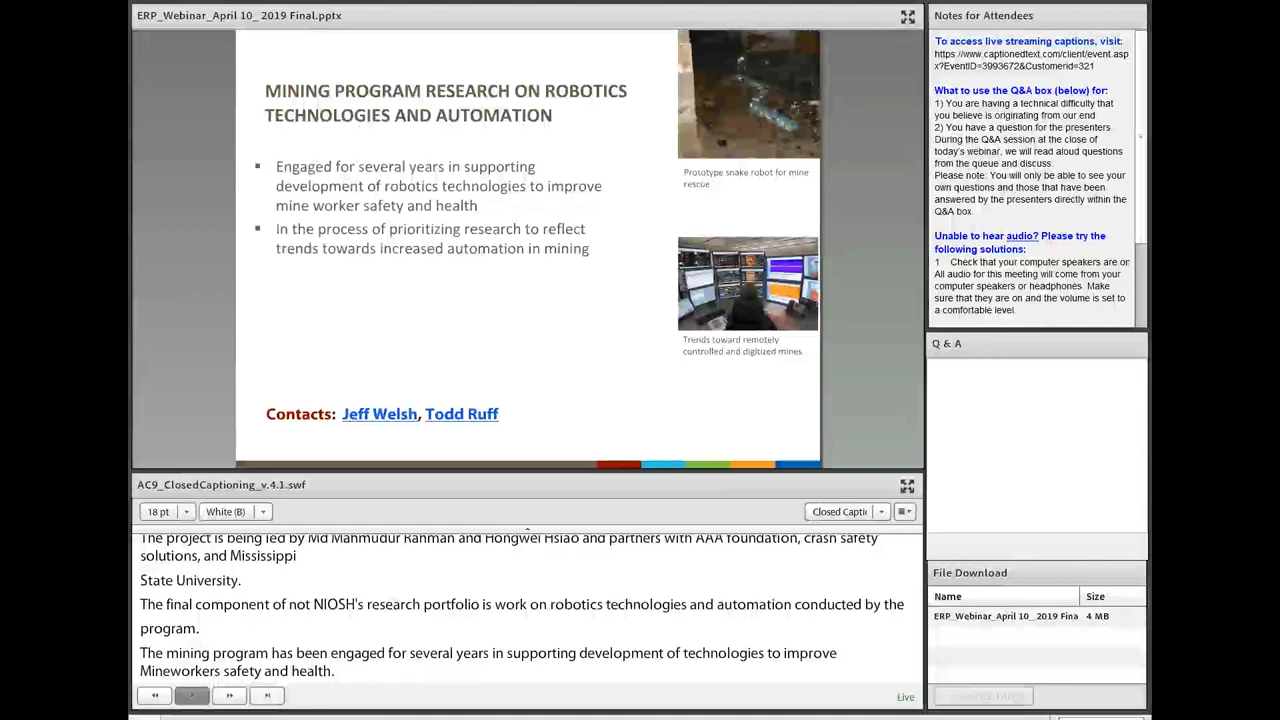 ERP_Webinar_April 10_ 2019 Final.pptx
MINING PROGRAM RESEARCH ON ROBOTICS
TECHNOLOGIES AND AUTOMATION
▪ Engaged for several years in supporting
development of robotics technologies to improve
mine worker safety and health
▪ In the process of prioritizing research to reflect
trends towards increased automation in mining
Prototype snake robot for mine
rescue
Trends toward remotely
controlled and digitized mines
Contacts: Jeff Welsh, Todd Ruff
AC9_ClosedCaptioning_v.4.1.swf
18 pt
White (B)
Closed Capti
The project is being led by Md Mahmudur Rahman and Hongwei Hsiao and partners with AAA foundation, crash safety
solutions, and Mississippi
State University.
The final component of not NIOSH's research portfolio is work on robotics technologies and automation conducted by the
program.
The mining program has been engaged for several years in supporting development of technologies to improve
Mineworkers safety and health.
Live
Notes for Attendees
To access live streaming captions, visit:
https://www.captionedtext.com/client/event.asp
x?EventID=3993672&Customerid=321
What to use the Q&A box (below) for:
1) You are having a technical difficulty that
you believe is originating from our end
2) You have a question for the presenters.
During the Q&A session at the close of
today's webinar, we will read aloud questions
from the queue and discuss.
Please note: You will only be able to see your
own questions and those that have been
answered by the presenters directly within the
Q&A box.
Unable to hear audio? Please try the
following solutions:
1 Check that your computer speakers are on
All audio for this meeting will come from your
computer speakers or headphones. Make
sure that they are on and the volume is set to
a comfortable level.
Q & A
File Download
Name Size
ERP_Webinar_April 10_ 2019 Fina 4 MB